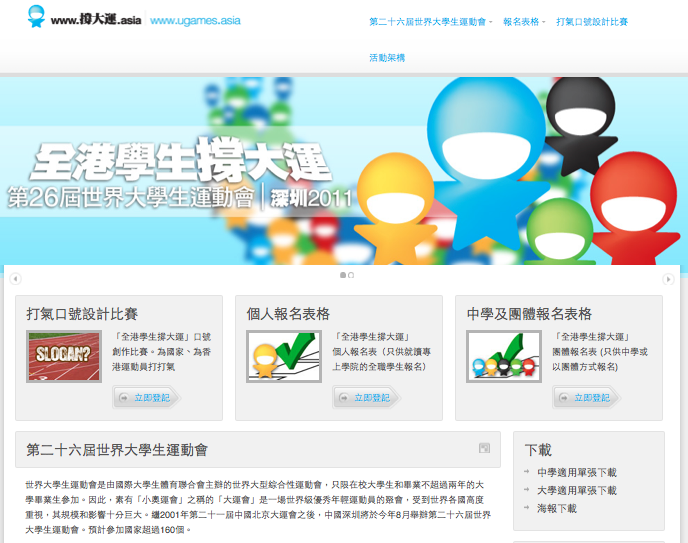 www.撐大運.asia | www.ugames.asia
第二十六屆世界大學生運動會 報名表格 打氣口號設計比賽
活動架構
全港學生撐大運
第26屆世界大學生運動會|深圳2011
打氣口號設計比賽
SLOGAN?
「全港學生撐大運」口號
創作比賽。為國家、為香
港運動員打打氣
立即登記
個人報名表格
「全港學生撐大運」
個人報名表（只供就讀專
上學院的全職學生報名）
立即登記
中學及團體報名表格
「全港學生撐大運」
團體報名表 (只供中學或
以團體方式報名)
立即登記
第二十六屆世界大學生運動會
世界大學生運動會是由國際大學生體育聯合會主辦的世界大型綜合性運動會，只限在校大學生和畢業不超過兩年的大
學畢業生參加。因此，素有「小奧運會」之稱的「大運會」是一場世界級優秀年輕運動員的聚會，受到世界各國高度
重視，其規模和影響十分巨大。繼2001年第二十一屆中國北京大運會之後，中國深圳將於今年8月舉辦第二十六屆世界
大學生運動會。預計參加國家超過160個。
下載
中學適用單張下載
大學適用單張下載
海報下載